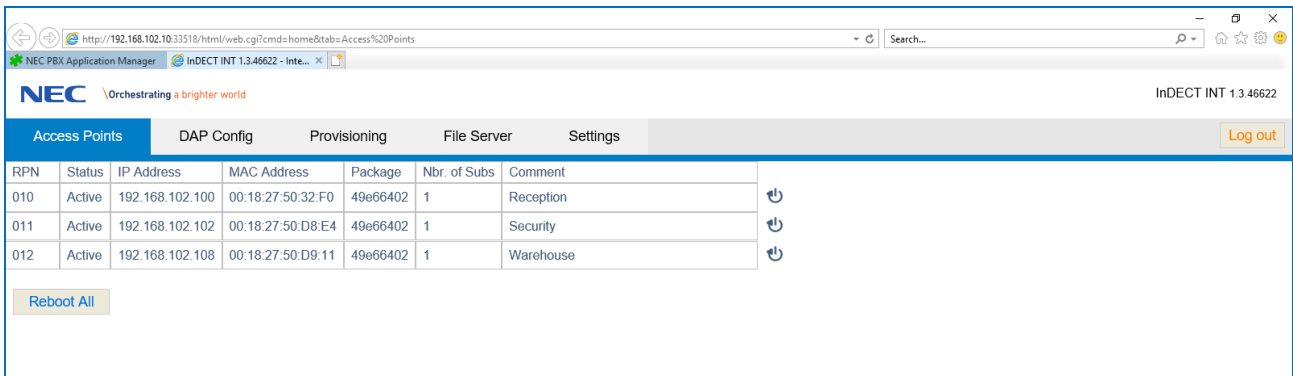 http://192.168.102.10:33518/html/web.cgi?cmd=home&tab=Access%20Points Search...
NEC PBX Application Manager InDECT INT 1.3.46622 - Inte...
NEC \Orchestrating a brighter world InDECT INT 1.3.46622
Access Points DAP Config Provisioning File Server Settings Log out
RPN Status IP Address MAC Address Package Nbr. of Subs Comment
010 Active 192.168.102.100 00:18:27:50:32:F0 49e66402 1 Reception
011 Active 192.168.102.102 00:18:27:50:D8:E4 49e66402 1 Security
012 Active 192.168.102.108 00:18:27:50:D9:11 49e66402 1 Warehouse
Reboot All